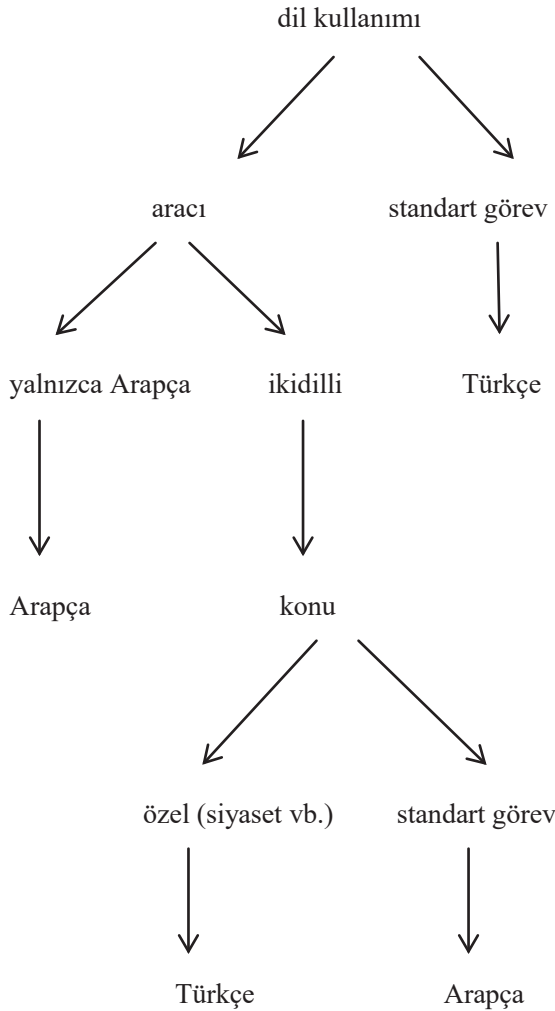 dil kullanımı
aracı
standart görev
yalnızca Arapça
ikidilli
Türkçe
Arapça
konu
özel (siyaset vb.)
standart görev
Türkçe
Arapça